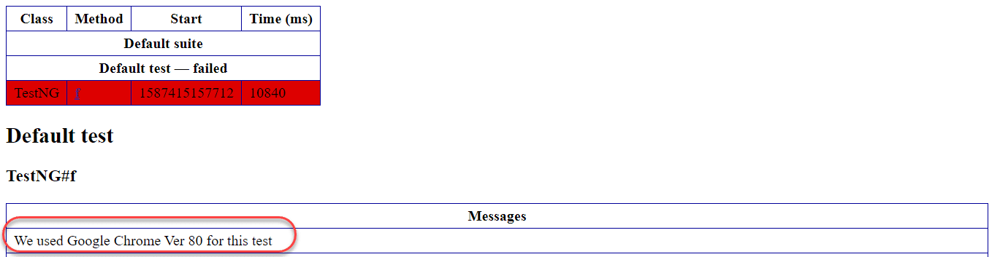 Class Method Start Time (ms)
Default suite
Default test — failed
TestNG f 1587415157712 10840
Default test
TestNG#f
Messages
We used Google Chrome Ver 80 for this test